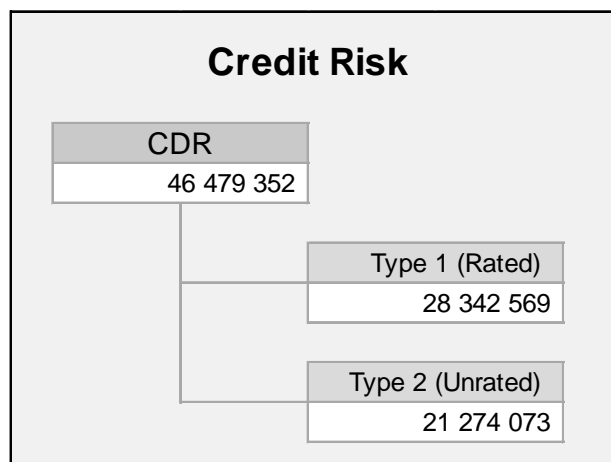 Credit Risk
CDR
46 479 352
Type 1 (Rated)
28 342 569
Type 2 (Unrated)
21 274 073